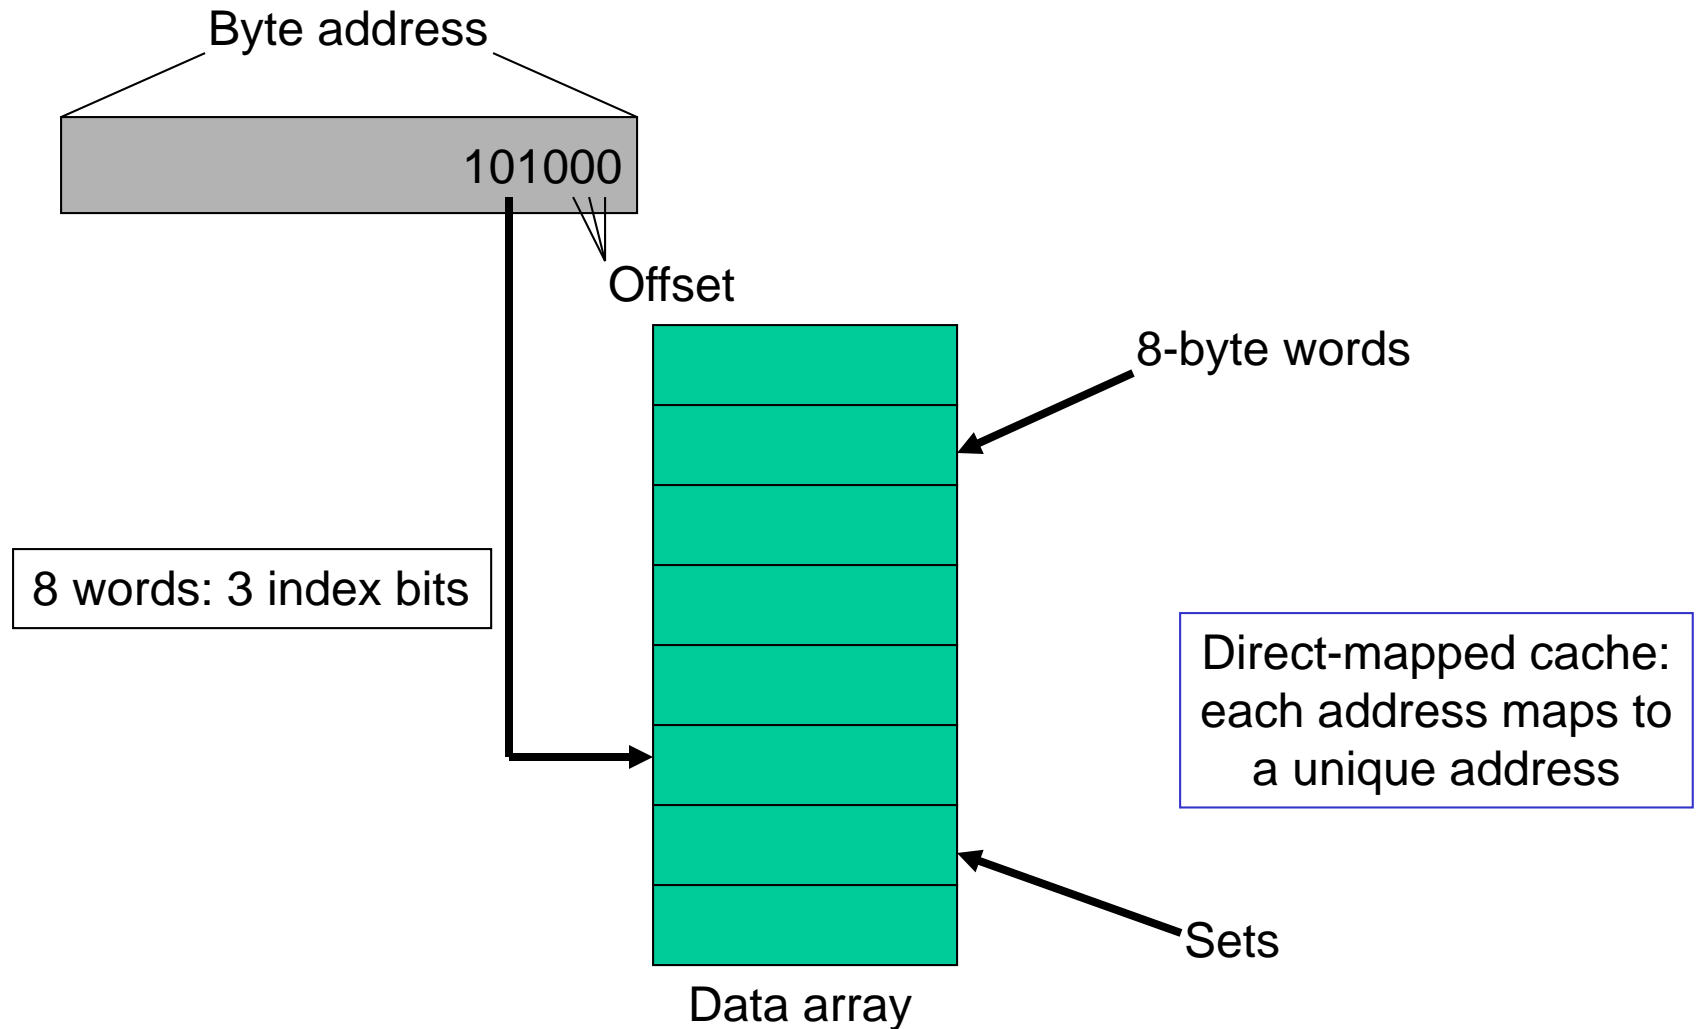 Byte address
101000
Offset
8-byte words
8 words: 3 index bits
Direct-mapped cache:
each address maps to
a unique address
Sets
Data array